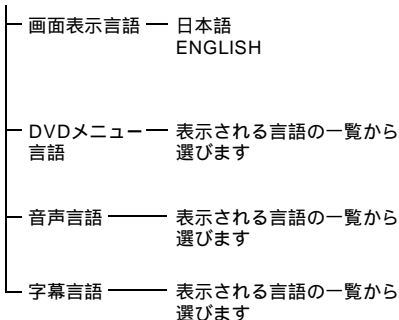 画面表示言語 日本語
ENGLISH
DVDメニュー 表示される言語の一覧から
言語 選びます
音声言語 表示される言語の一覧から
選びます
字幕言語 表示される言語の一覧から
選びます